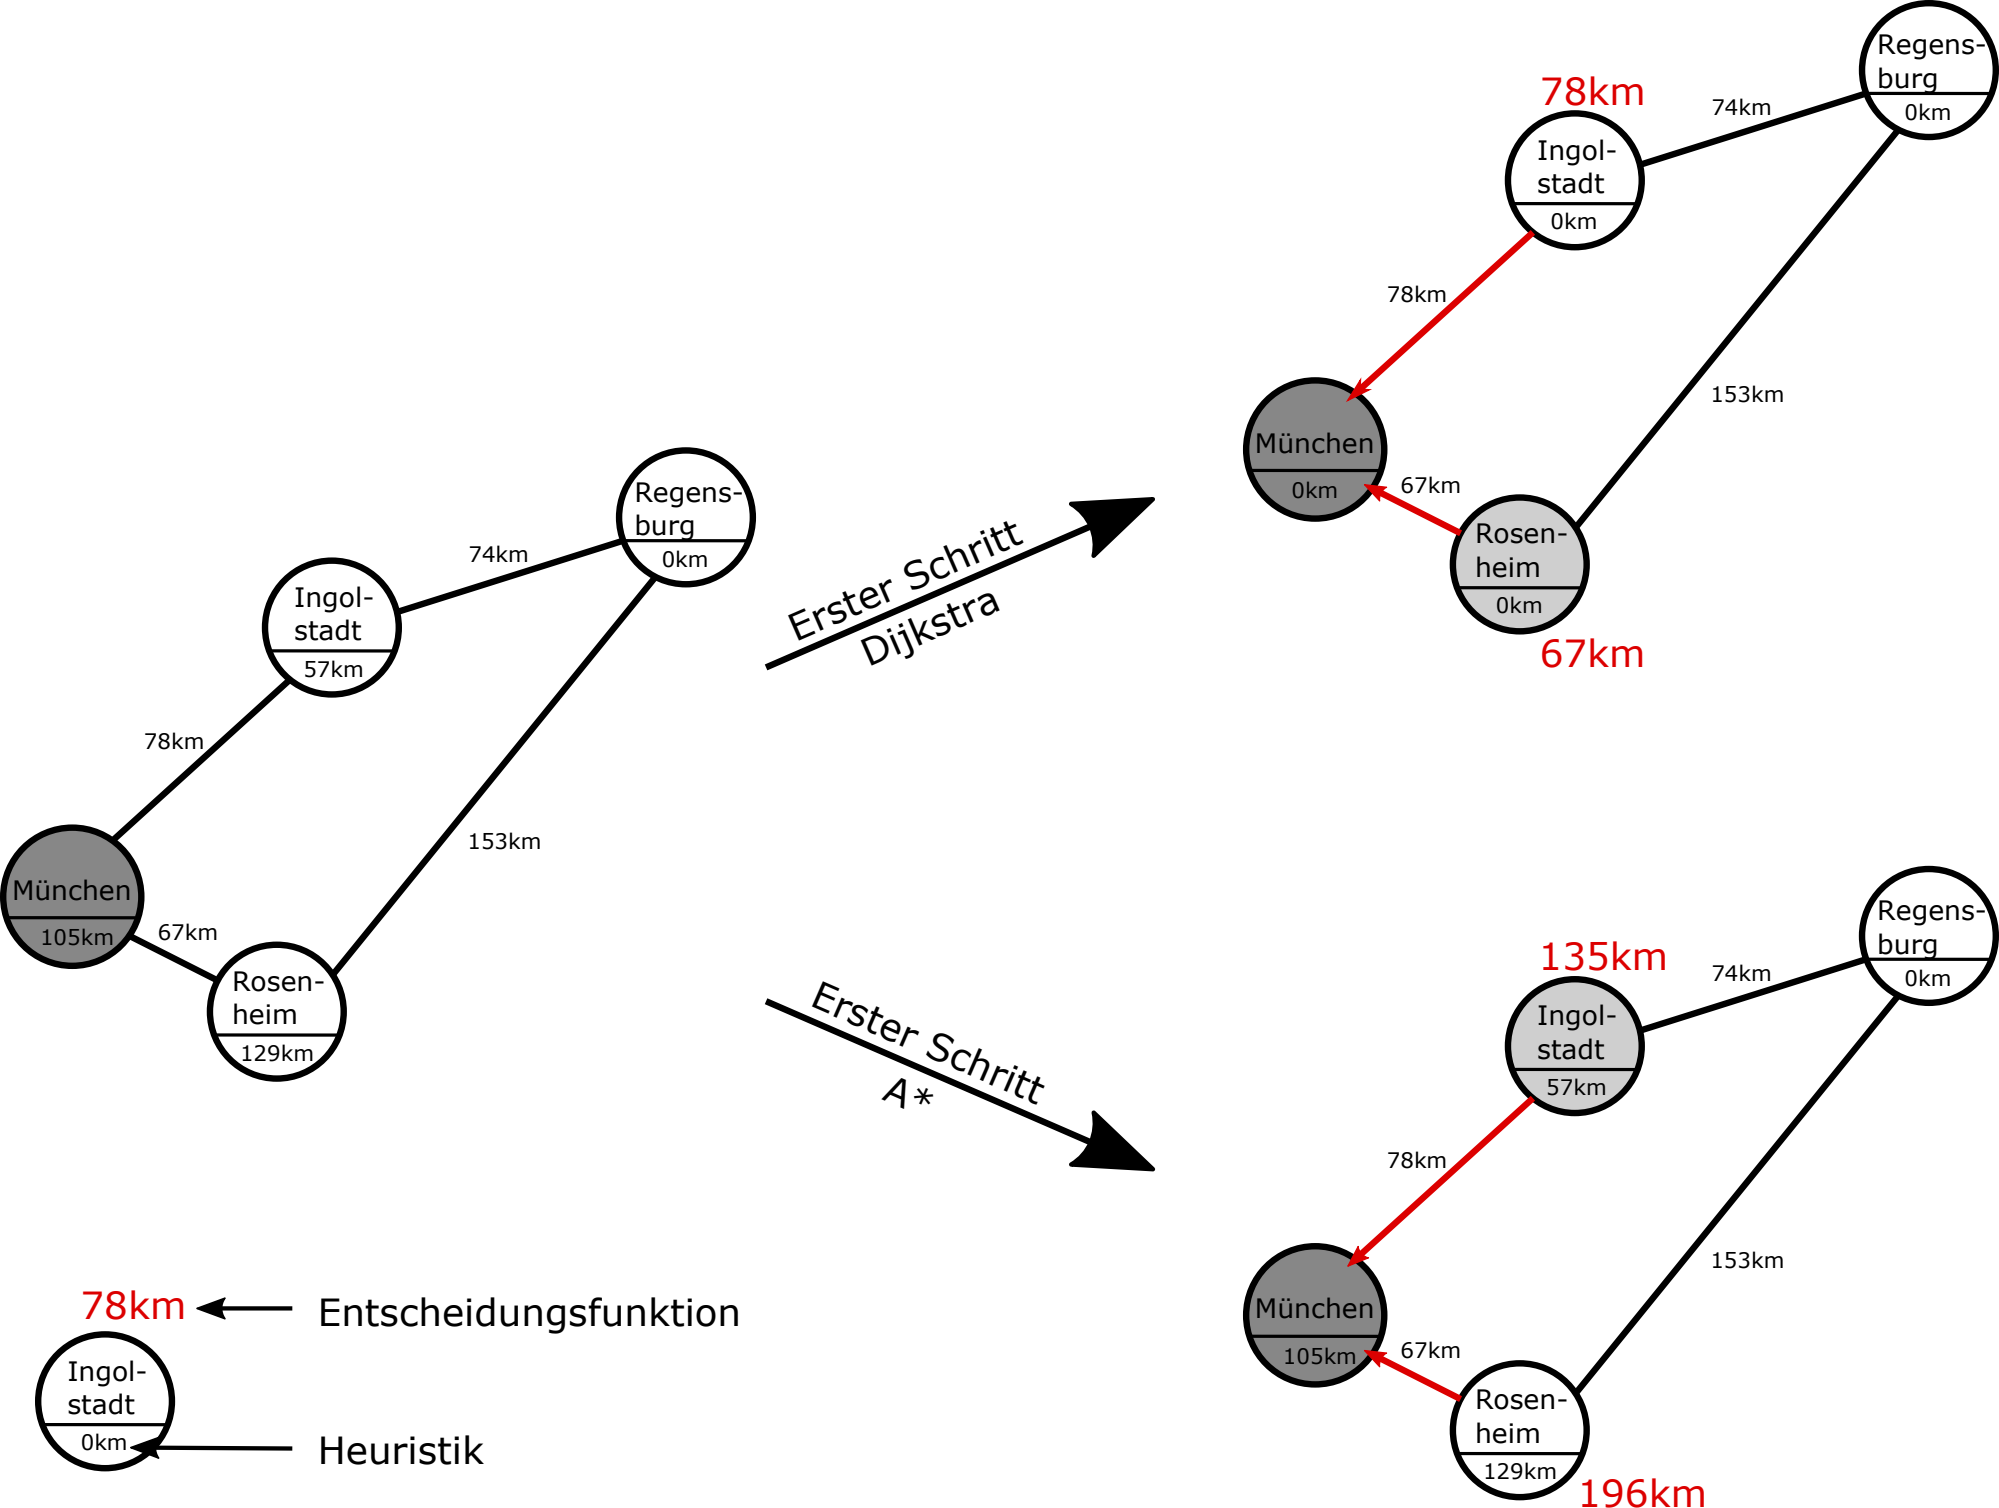 Regens-
burg
0km
74km
Ingol-
stadt
57km
78km
153km
München
105km
67km
Rosen-
heim
129km
Erster Schritt
Dijkstra
Erster Schritt
A*
78km
Regens-
burg
0km
74km
Ingol-
stadt
0km
78km
153km
München
0km
67km
Rosen-
heim
0km
67km
135km
Regens-
burg
0km
74km
Ingol-
stadt
57km
78km
153km
München
105km
67km
Rosen-
heim
129km
196km
78km
Entscheidungsfunktion
Ingol-
stadt
0km
Heuristik